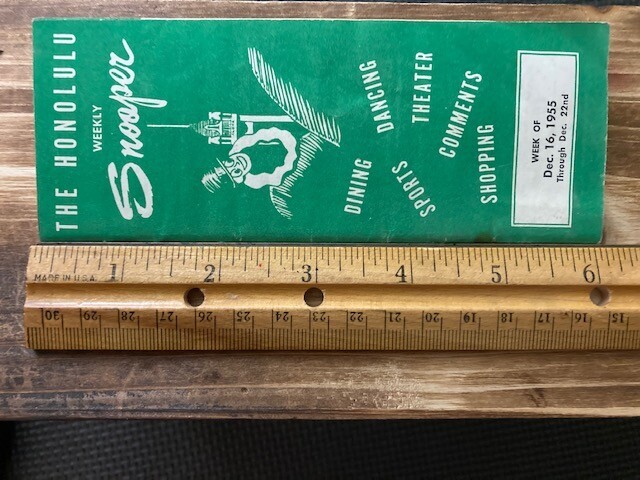 THE HONOLULU
WEEKLY
Snooper
DINING
DANCING
SPORTS
THEATER
COMMENTS
SHOPPING
WEEK OF
Dec. 16, 1955
Through Dec. 22nd
MADE IN U.S.A. 1 2 3 4 5 6
30 29 28 27 26 25 24 23 22 21 20 19 18 17 16 15